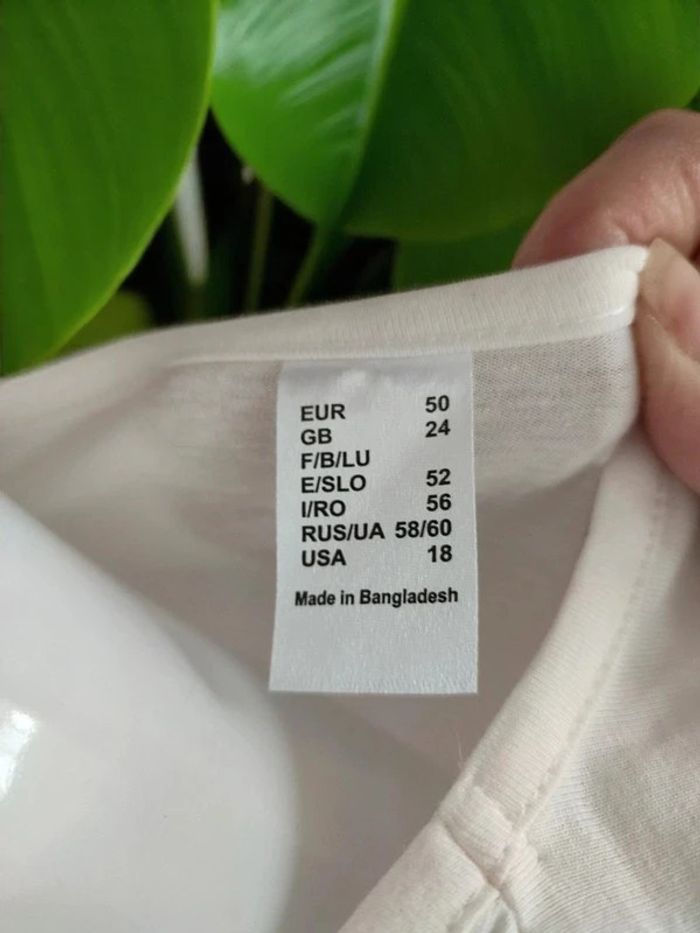 EUR 50
GB 24
F/B/LU
E/SLO 52
I/RO 56
RUS/UA 58/60
USA 18
Made in Bangladesh